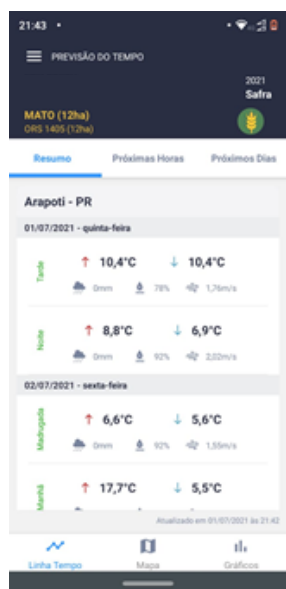 21:43
PREVISÃO DO TEMPO
2021
Safra
MATO (12ha)
ORS 1405 (12ha)
Resumo Próximas Horas Próximos Dias
Arapoti - PR
01/07/2021 - quinta-feira
Tarde
↑ 10,4°C ↓ 10,4°C
0mm 78% 1,76m/s
Noite
↑ 8,8°C ↓ 6,9°C
0mm 92% 2,02m/s
02/07/2021 - sexta-feira
Madrugada
↑ 6,6°C ↓ 5,6°C
0mm 92% 1,55m/s
Manhã
↑ 17,7°C ↓ 5,5°C
Atualizado em 01/07/2021 às 21:42
Linha Tempo Mapa Gráficos